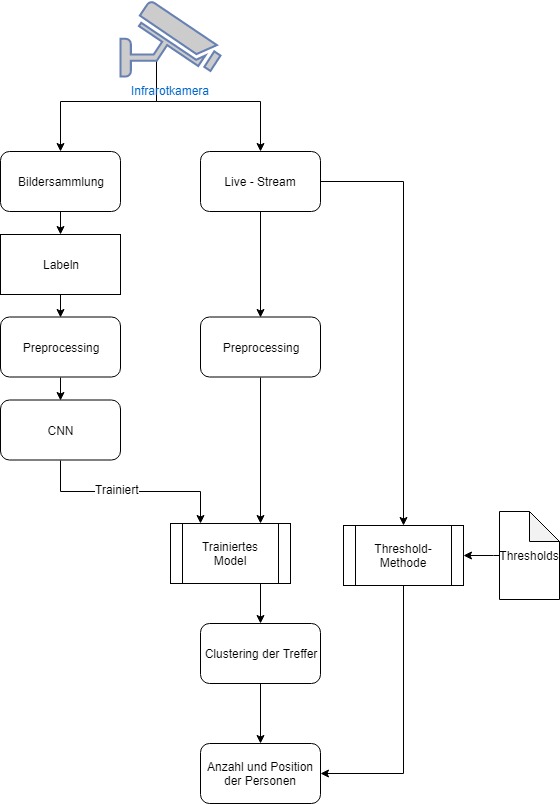 Infrarotkamera
Bildersammlung
Live - Stream
Labeln
Preprocessing
Preprocessing
CNN
Trainiert
Trainiertes
Model
Threshold-
Methode
Thresholds
Clustering der Treffer
Anzahl und Position
der Personen